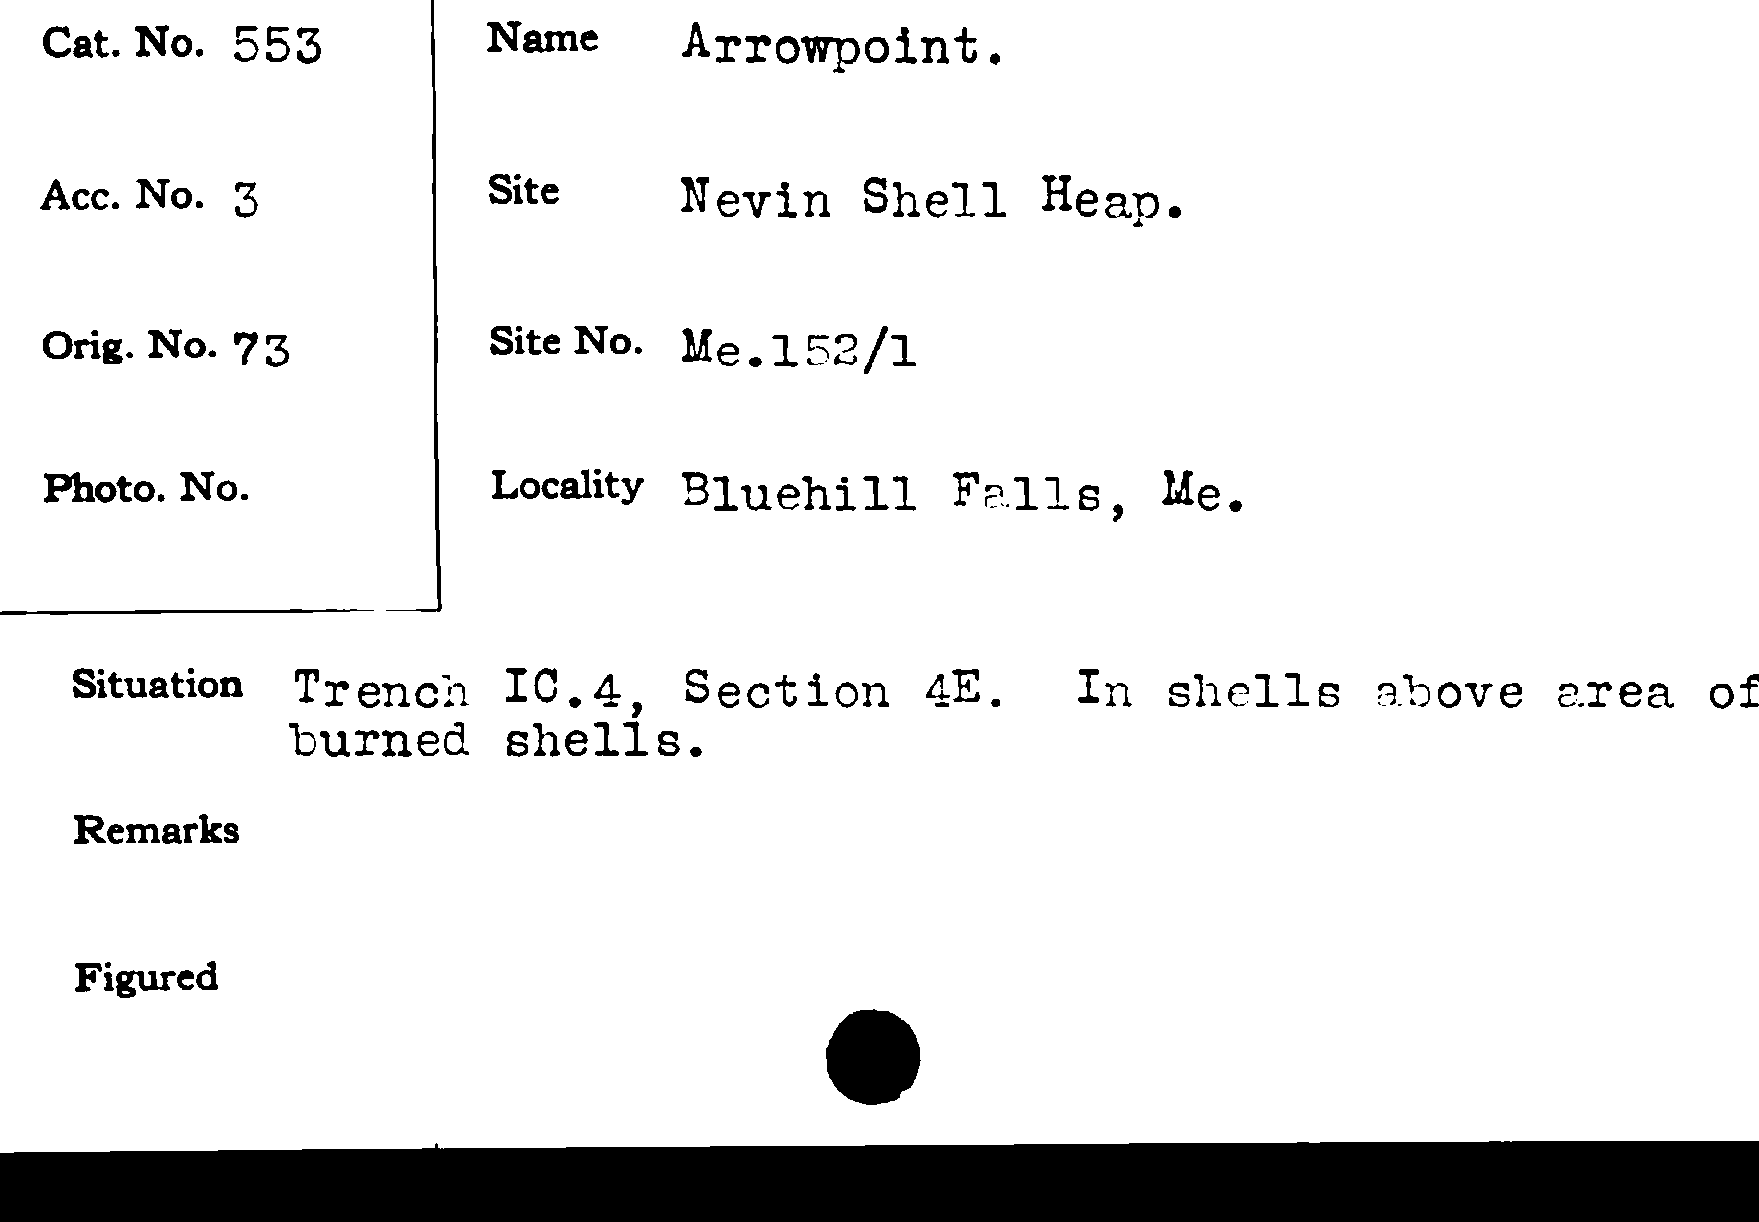 Cat. No. 553
Name Arrowpoint.
Acc. No. 3
Site Nevin Shell Heap.
Orig. No. 73
Site No. Me.152/1
Photo. No.
Locality Bluehill Falls, Me.
Situation Trench IC.4, Section 4E. In shells above area of
burned shells.
Remarks
Figured